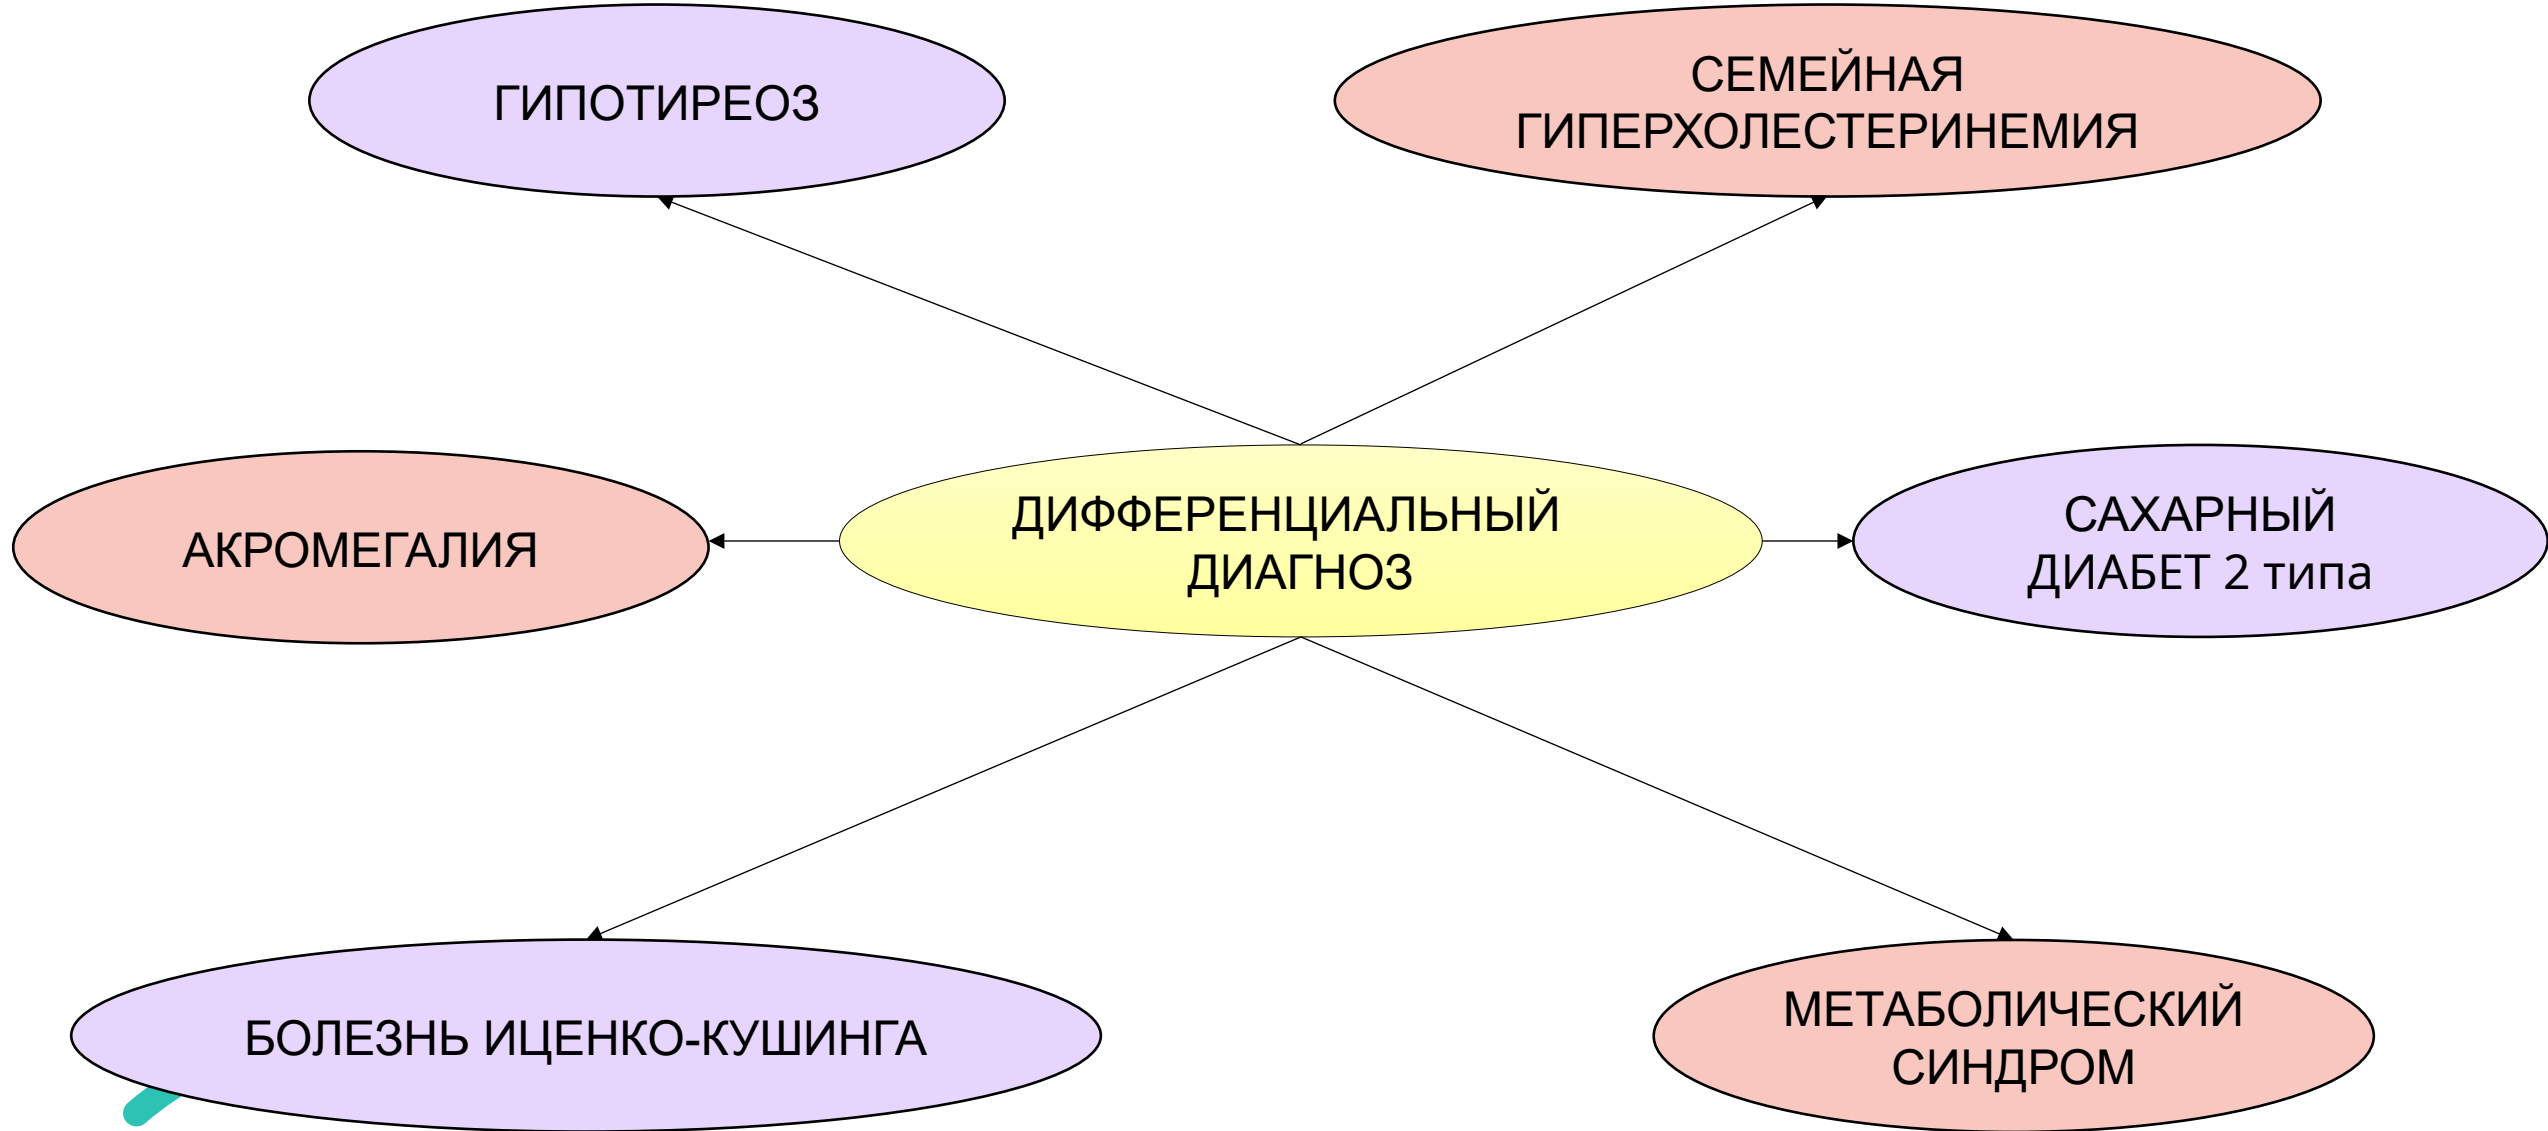 ГИПОТИРЕОЗ
СЕМЕЙНАЯ
ГИПЕРХОЛЕСТЕРИНЕМИЯ
АКРОМЕГАЛИЯ
ДИФФЕРЕНЦИАЛЬНЫЙ
ДИАГНОЗ
САХАРНЫЙ
ДИАБЕТ 2 типа
БОЛЕЗНЬ ИЦЕНКО-КУШИНГА
МЕТАБОЛИЧЕСКИЙ
СИНДРОМ